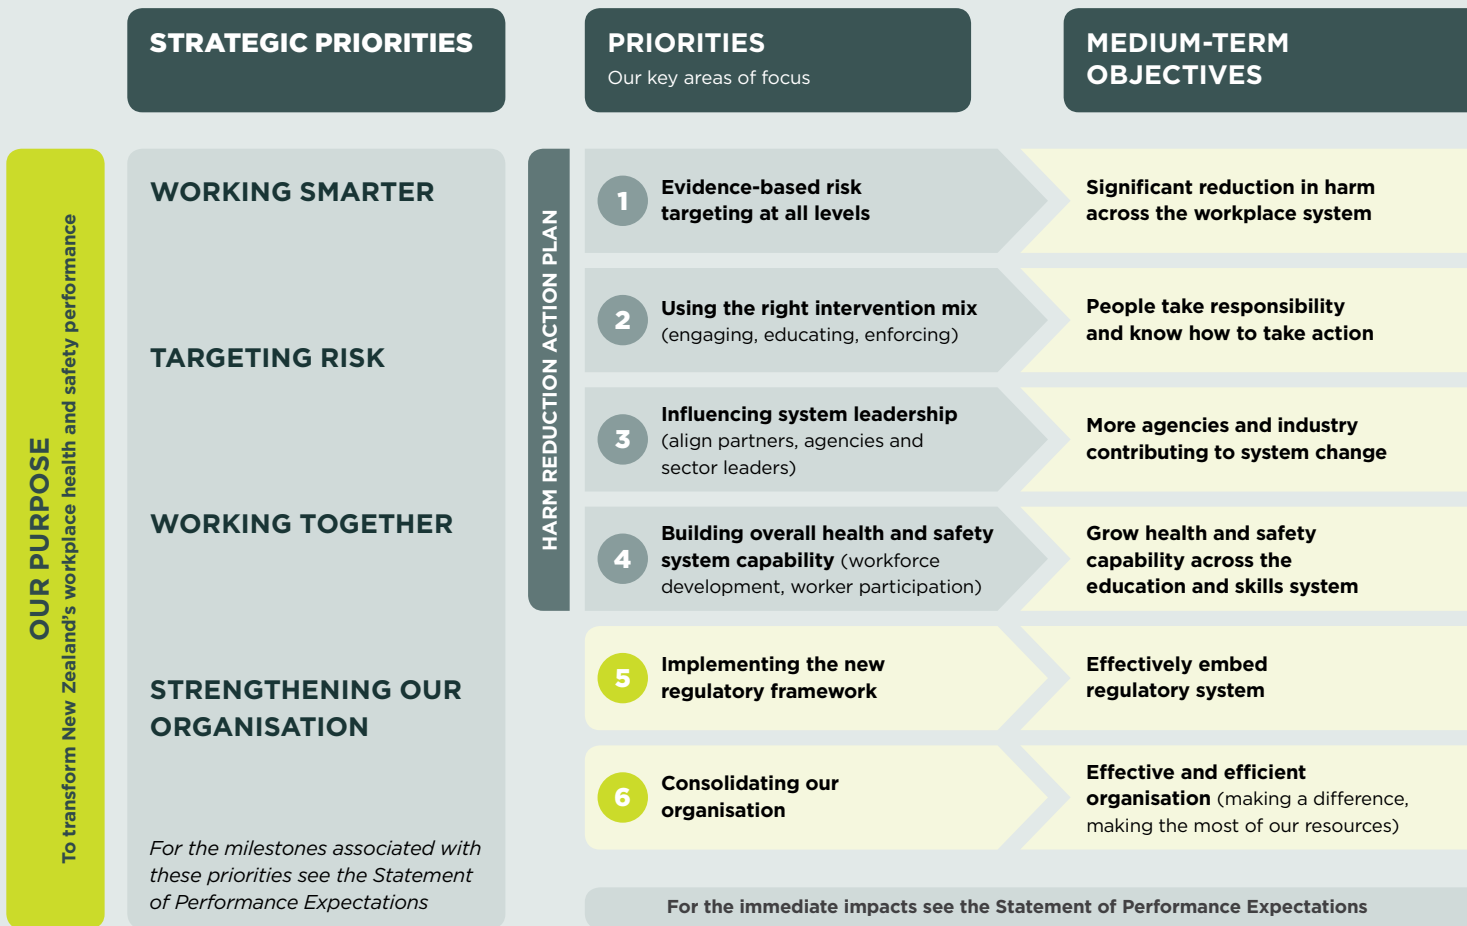 STRATEGIC PRIORITIES
PRIORITIES
Our key areas of focus
MEDIUM-TERM
OBJECTIVES
OUR PURPOSE
To transform New Zealand's workplace health and safety performance
WORKING SMARTER
TARGETING RISK
WORKING TOGETHER
STRENGTHENING OUR
ORGANISATION
For the milestones associated with
these priorities see the Statement
of Performance Expectations
HARM REDUCTION ACTION PLAN
1
Evidence-based risk
targeting at all levels
Significant reduction in harm
across the workplace system
2
Using the right intervention mix
(engaging, educating, enforcing)
People take responsibility
and know how to take action
3
Influencing system leadership
(align partners, agencies and
sector leaders)
More agencies and industry
contributing to system change
4
Building overall health and safety
system capability (workforce
development, worker participation)
Grow health and safety
capability across the
education and skills system
5
Implementing the new
regulatory framework
Effectively embed
regulatory system
6
Consolidating our
organisation
Effective and efficient
organisation (making a difference,
making the most of our resources)
For the immediate impacts see the Statement of Performance Expectations